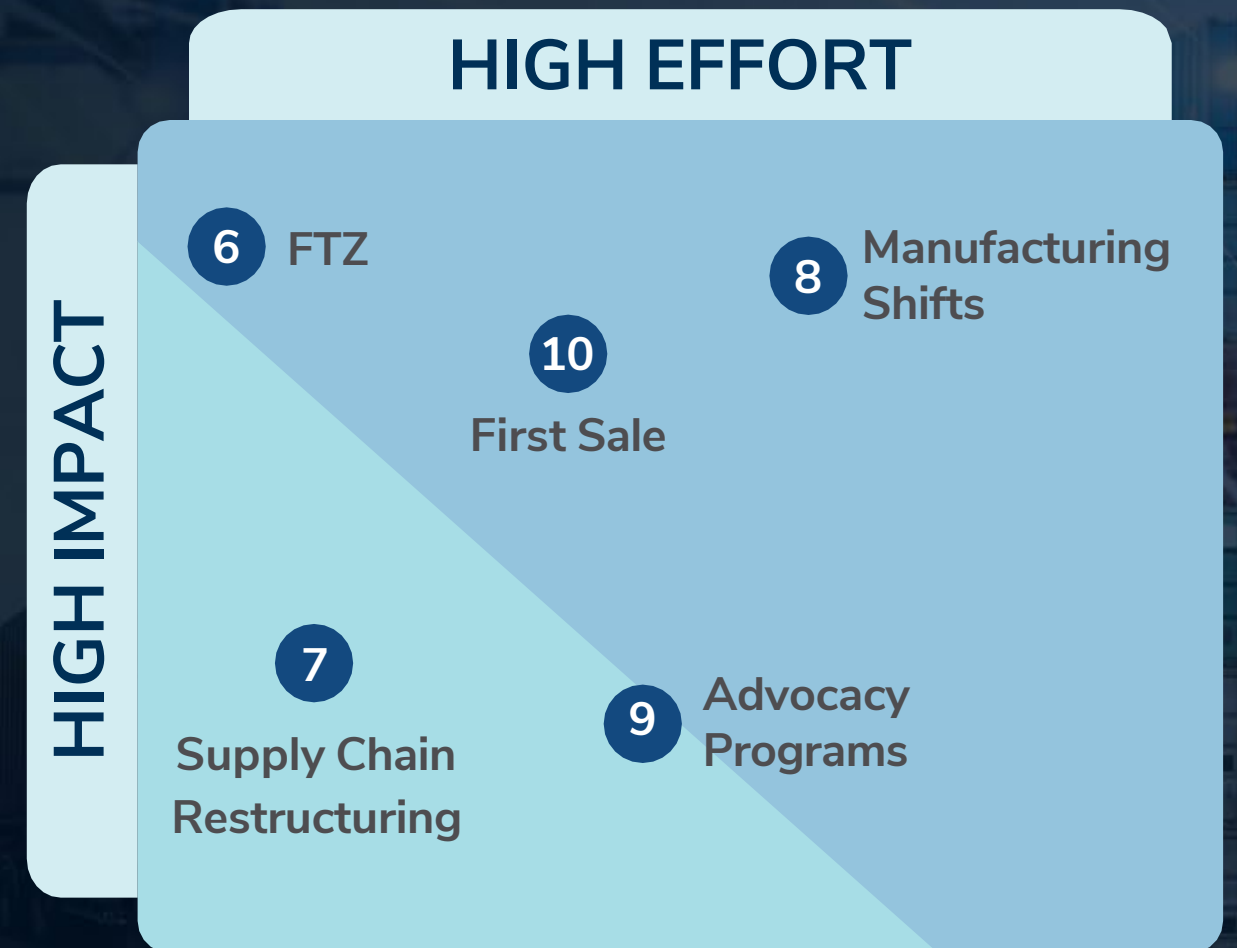 HIGH EFFORT
HIGH IMPACT
6 FTZ
8 Manufacturing
Shifts
10
First Sale
7
Supply Chain
Restructuring
9 Advocacy
Programs